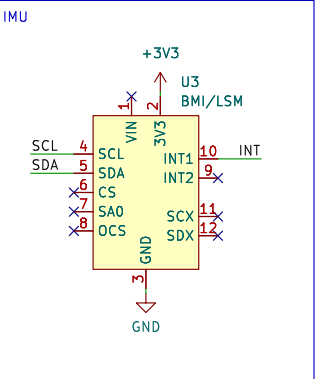 IMU
+3V3
U3
BMI/LSM
1
2
VIN
3V3
SCL
4
SCL
SDA
5
SDA
6
CS
7
SA0
8
OCS
INT1
10
INT
INT2
9
SCX
11
SDX
12
GND
3
GND